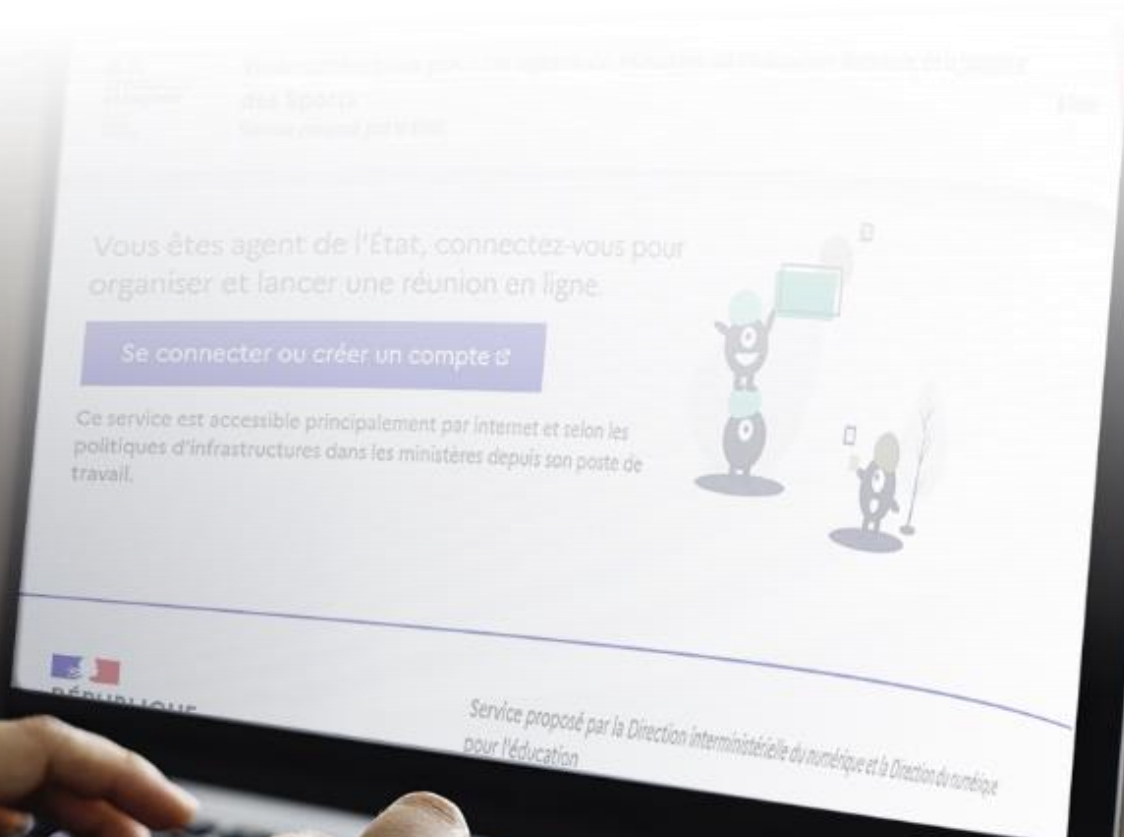 des Sports
Vous êtes agent de l'État, connectez-vous pour
organiser et lancer une réunion en ligne.
Se connecter ou créer un compte
Ce service est accessible principalement par internet et selon les
politiques d'infrastructures dans les ministères depuis son poste de
travail.
RÉPUBLIQUE
Service proposé par la Direction interministérielle du numérique et la Direction du numérique
pour l'éducation